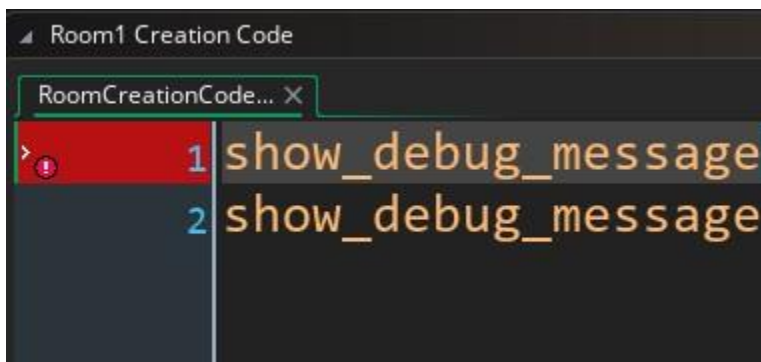 Room1 Creation Code
RoomCreationCode... ×
1 show_debug_message
2 show_debug_message